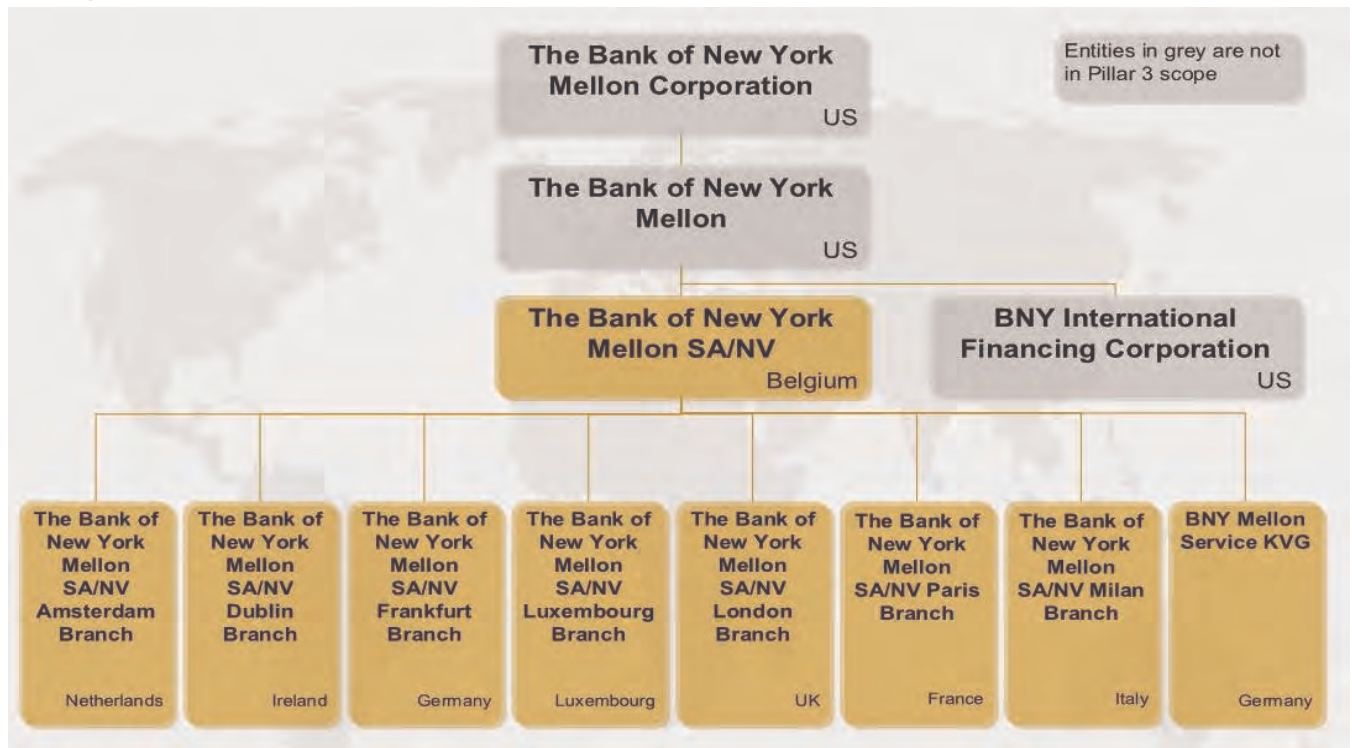 The Bank of New York
Mellon Corporation
US
Entities in grey are not
in Pillar 3 scope
The Bank of New York
Mellon
US
The Bank of New York
Mellon SA/NV
Belgium
BNY International
Financing Corporation
US
The Bank of
New York
Mellon
SA/NV
Amsterdam
Branch
Netherlands
The Bank of
New York
Mellon
SA/NV
Dublin
Branch
Ireland
The Bank of
New York
Mellon
SA/NV
Frankfurt
Branch
Germany
The Bank of
New York
Mellon
SA/NV
Luxembourg
Branch
Luxembourg
The Bank of
New York
Mellon
SA/NV
London
Branch
UK
The Bank of
New York
Mellon
SA/NV Paris
Branch
France
The Bank of
New York
Mellon
SA/NV Milan
Branch
Italy
BNY Mellon
Service KVG
Germany